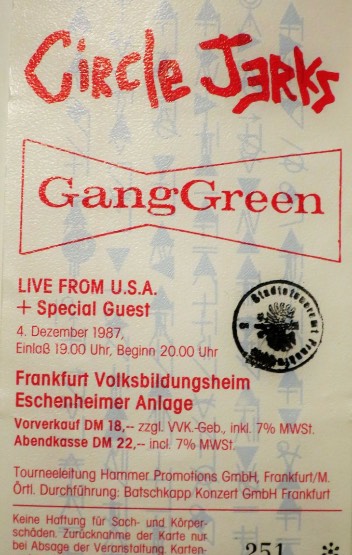 Circle Jerks
GangGreen
LIVE FROM U.S.A.
+ Special Guest
4. Dezember 1987,
Einlaß 19.00 Uhr, Beginn 20.00 Uhr
Frankfurt Volksbildungsheim
Eschenheimer Anlage
Vorverkauf DM 18,-- zzgl. VVK.-Geb., inkl. 7% MWSt.
Abendkasse DM 22,-- incl. 7% MWSt.
Tourneeleitung Hammer Promotions GmbH, Frankfurt/M.
Örtl. Durchführung: Batschkapp Konzert GmbH Frankfurt
Keine Haftung für Sach- und Körper-
schäden. Zurücknahme der Karte nur
bei Absage der Veranstaltung. Karten-
251 *